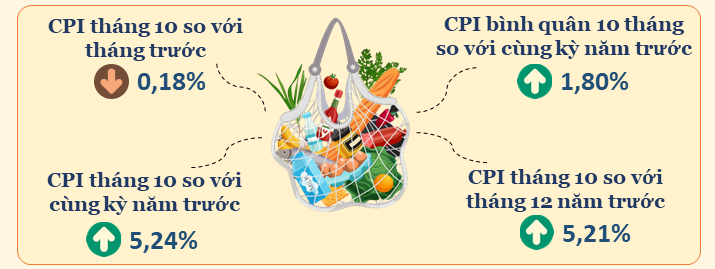 CPI tháng 10 so với
tháng trước
0,18%
CPI bình quân 10 tháng
so với cùng kỳ năm trước
1,80%
CPI tháng 10 so với
cùng kỳ năm trước
5,24%
CPI tháng 10 so với
tháng 12 năm trước
5,21%